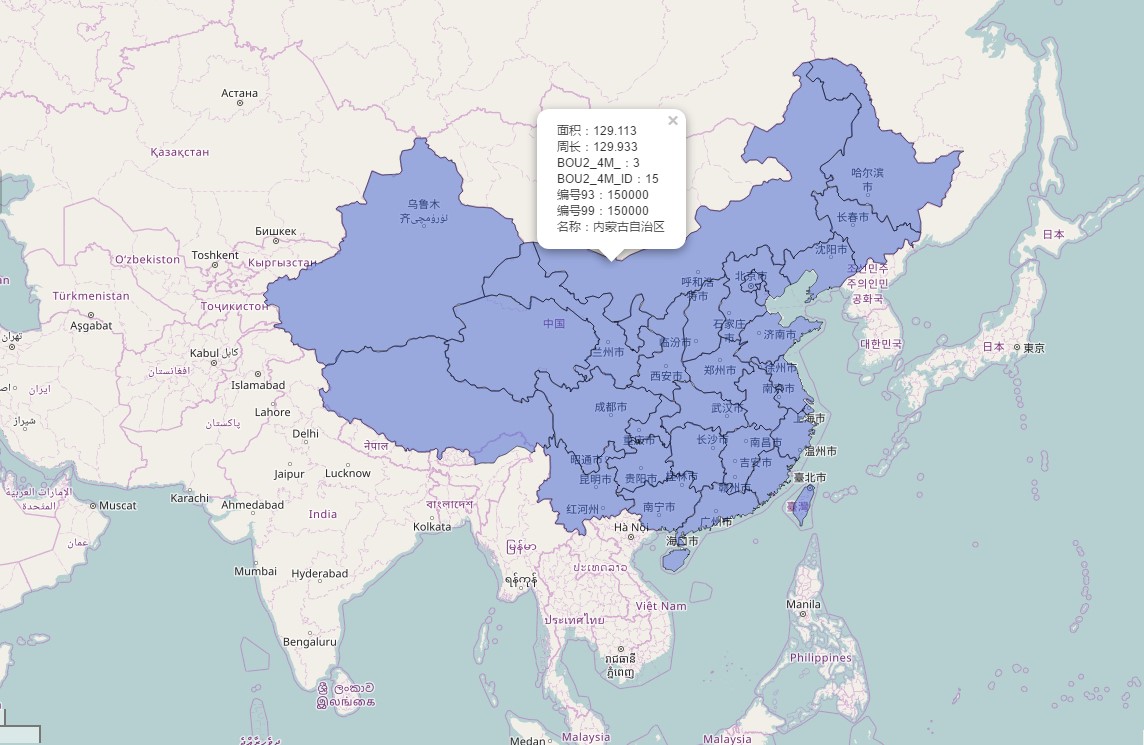 Астана
Қазақстан
面积：129.113
周长：129.933
BOU2_4M_：3
BOU2_4M_ID：15
编号93：150000
编号99：150000
名称：内蒙古自治区
×
哈尔滨
市
乌鲁木
齐ئۈرۈمچی
长春市
Бишкек
日本
Toshkent
沈阳市
O'zbekiston
Кыргызстан
조선민주
주의인민
공화국
北京市
呼和浩
特市
Türkmenistan
Тоҷикистон
Aşgabat
中国
石家庄
市
济南市
临汾市
تهران
대한민국
日本
東京
Kabul کابل
兰州市
افغانستان
ایران
Islamabad
西安市
郑州市
徐州市
南京市
Lahore
成都市
武汉市
上海市
شیراز
پاکستان
Delhi
重庆市
长沙市
南昌市
नेपाल
温州市
昭通市
吉安市
Jaipur
Lucknow
昆明市
贵阳市
桂林市
赣州市
臺北市
الإمارات العربية
المتحدة
Karachi
Muscat
Ahmedabad
বাংলাদেশ
红河州
南宁市
臺灣
India
Kolkata
Hà Nội
广州市
عمان
海口市
မြန်မာ
Mumbai
Hyderabad
ປະເທດລາວ
ရန်ကုန်
Manila
Việt Nam
ประเทศไทย
Bengaluru
រាជធានី
ភ្នំពេញ
Philippines
ශ්‍රී ලංකාව
இலங்கை
Medan
Malaysia
Malaysia